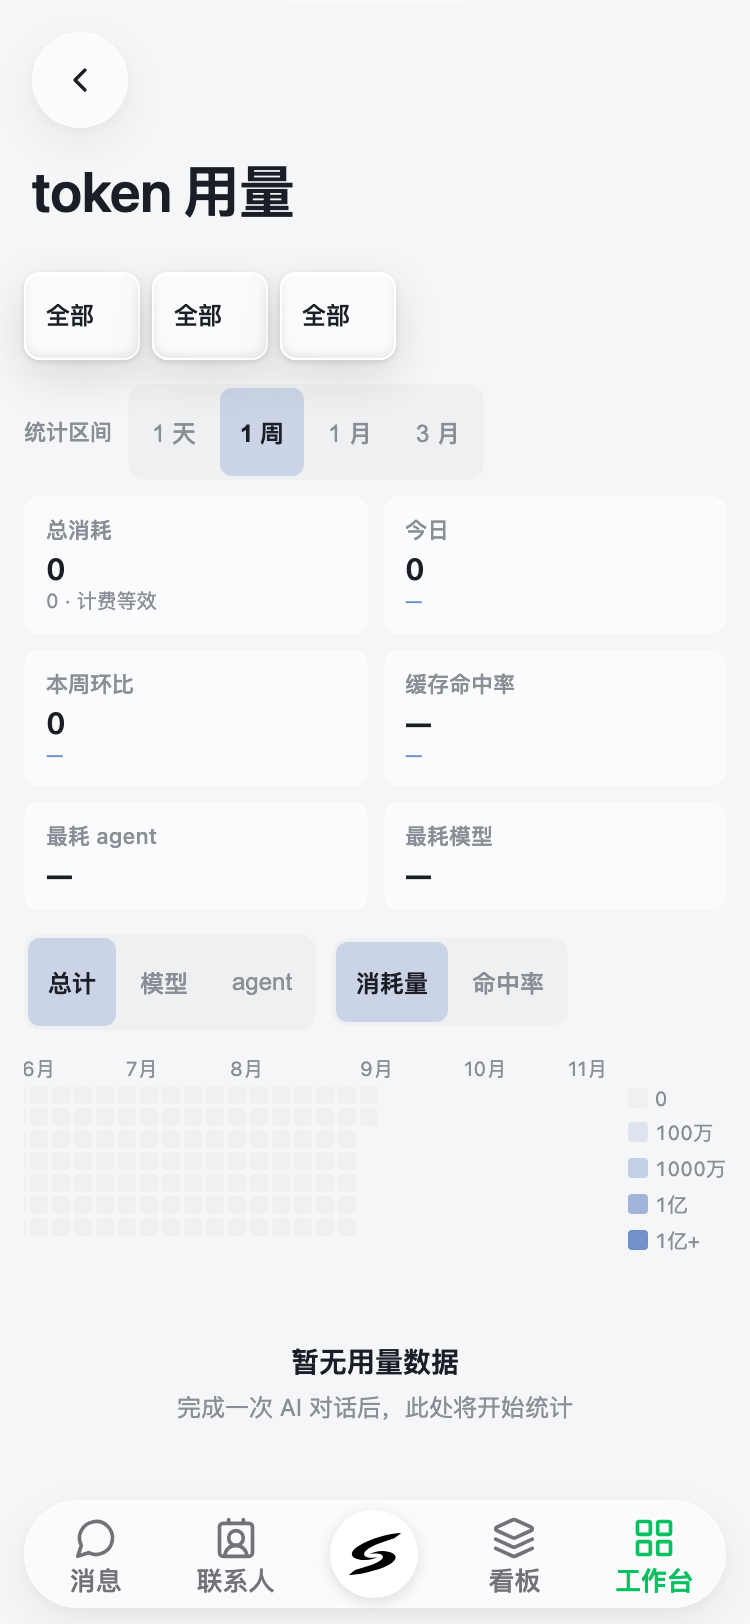 token 用量
全部 全部 全部
统计区间 1 天 1 周 1 月 3 月
总消耗
0
0 · 计费等效
今日
0
—
本周环比
0
—
缓存命中率
—
—
最耗 agent
—
最耗模型
—
总计 模型 agent 消耗量 命中率
6月 7月 8月 9月 10月 11月
0
100万
1000万
1亿
1亿+
暂无用量数据
完成一次 AI 对话后，此处将开始统计
消息 联系人 看板 工作台